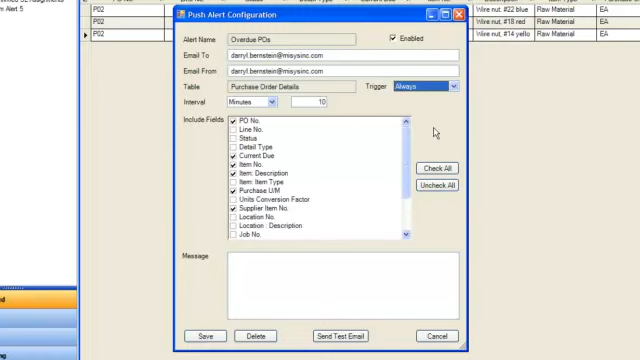 Push Alert Configuration
Alert Name Overdue POs Enabled
Email To darryl.bernstein@misysinc.com
Email From darryl.bernstein@misysinc.com
Table Purchase Order Details Trigger Always
Interval Minutes 10
Include Fields PO No.
Line No.
Status
Detail Type
Current Due
Item No.
Item: Description
Item: Item Type
Purchase U/M
Units Conversion Factor
Supplier Item No.
Location No.
Location : Description
Job No.
Check All
Uncheck All
Message
Save Delete Send Test Email Cancel
Alert 5
P02 Wire nut, #22 blue Raw Material EA
P02 Wire nut, #18 red Raw Material EA
P02 Wire nut, #14 yello Raw Material EA